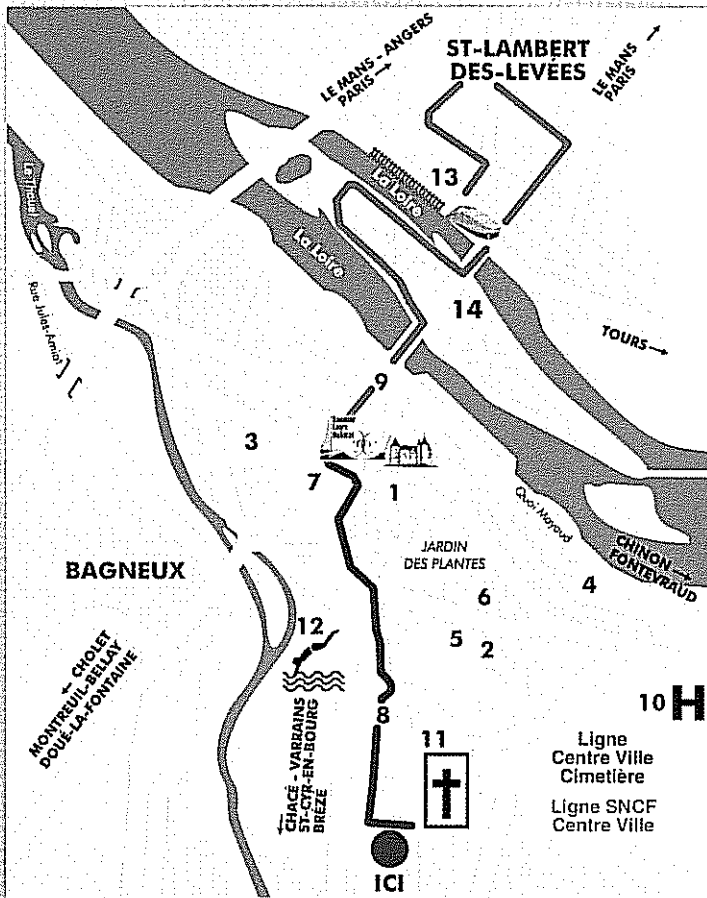 LE MANS - ANGERS
PARIS →
ST-LAMBERT
DES-LEVÉES
LE MANS
PARIS →
13
La Loire
Le Thouet
La Loire
Rue Jules-Amiot
14
TOURS →
9
3
7
1
Quai Mayaud
JARDIN
DES PLANTES
CHINON →
FONTEVRAUD
BAGNEUX
6
4
5
2
12
← CHOLET
MONTREUIL-BELLAY
DOUÉ-LA-FONTAINE
8
10 H
11
Ligne
Centre Ville
Cimetière
Ligne SNCF
Centre Ville
← CHACÉ - VARRAINS
ST-CYR-EN-BOURG
BRÉZE
ICI